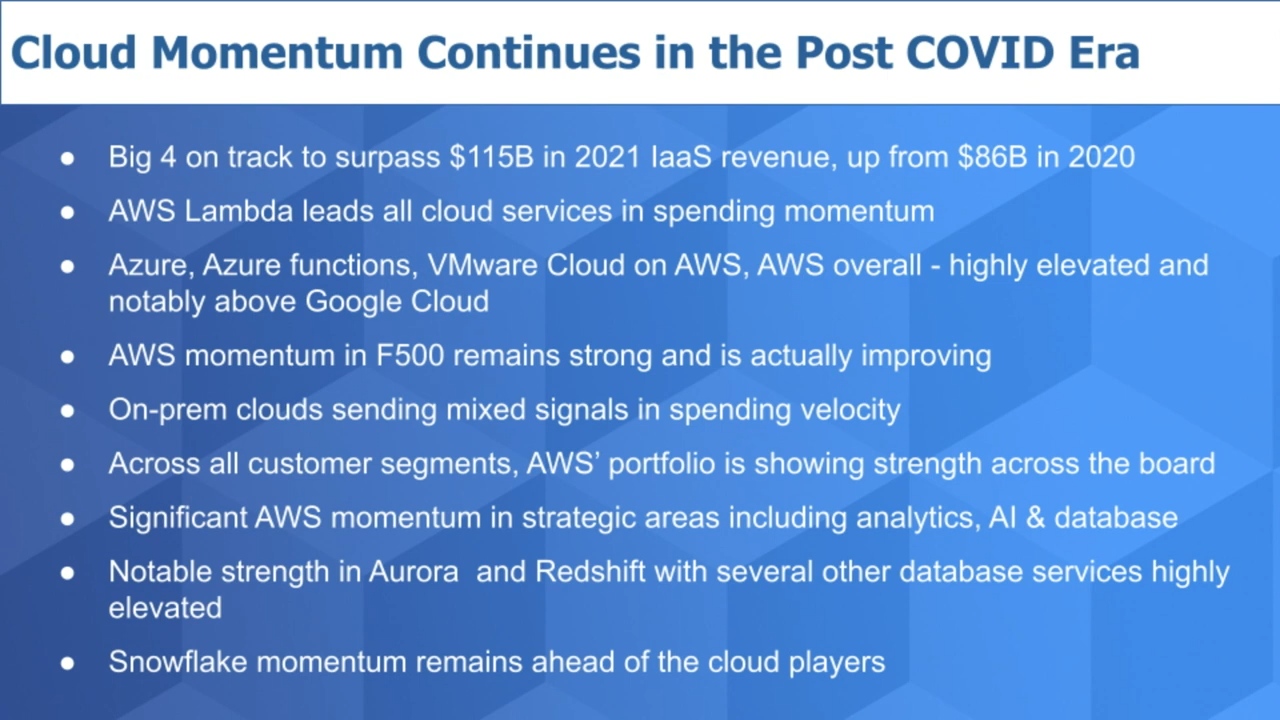 Cloud Momentum Continues in the Post COVID Era
● Big 4 on track to surpass $115B in 2021 IaaS revenue, up from $86B in 2020
● AWS Lambda leads all cloud services in spending momentum
● Azure, Azure functions, VMware Cloud on AWS, AWS overall - highly elevated and
notably above Google Cloud
● AWS momentum in F500 remains strong and is actually improving
● On-prem clouds sending mixed signals in spending velocity
● Across all customer segments, AWS’ portfolio is showing strength across the board
● Significant AWS momentum in strategic areas including analytics, AI & database
● Notable strength in Aurora  and Redshift with several other database services highly
elevated
● Snowflake momentum remains ahead of the cloud players